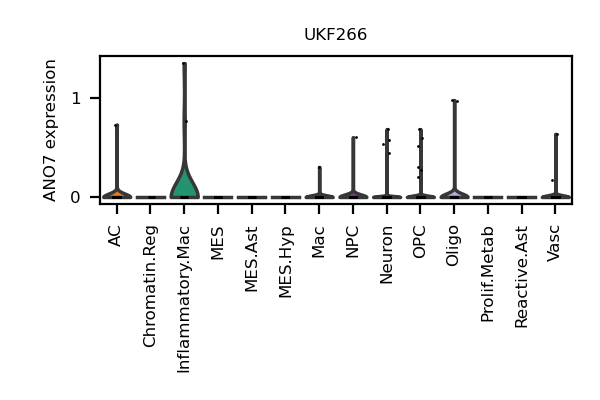 UKF266
ANO7 expression
1
0
AC
Chromatin.Reg
Inflammatory.Mac
MES
MES.Ast
MES.Hyp
Mac
NPC
Neuron
OPC
Oligo
Prolif.Metab
Reactive.Ast
Vasc